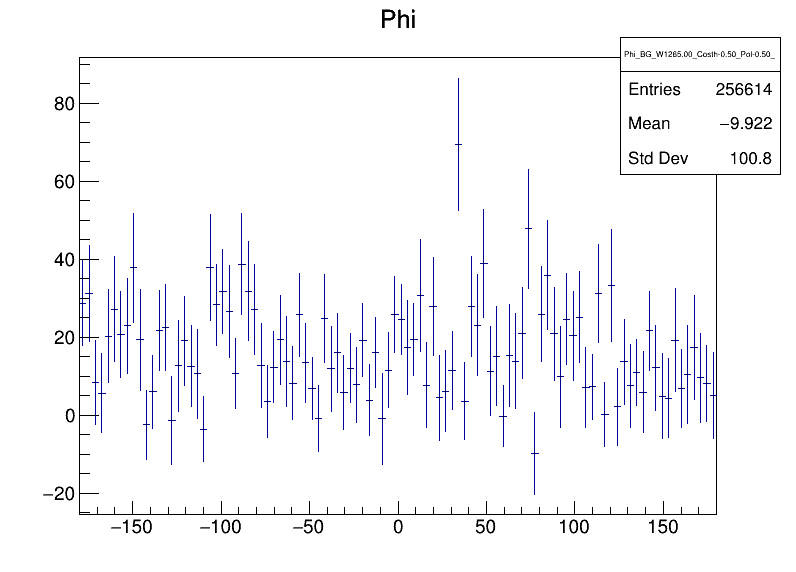 Phi
Phi_BG_W1265.00_Costh-0.50_Pol-0.50_
Entries 256614
Mean −9.922
Std Dev 100.8
80
60
40
20
0
−20
−150 −100 −50 0 50 100 150